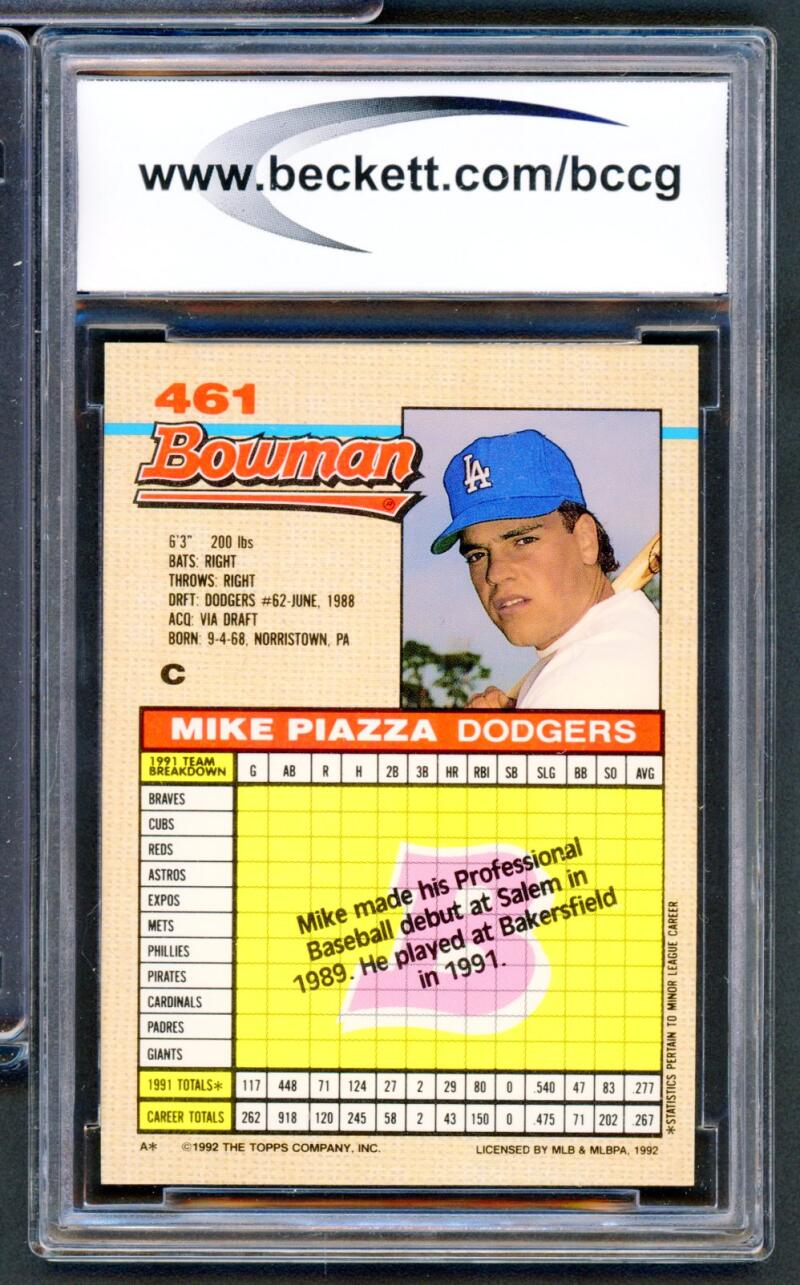 www.beckett.com/bccg
461
Bowman
®
LA
6'3" 200 lbs
BATS: RIGHT
THROWS: RIGHT
DRFT: DODGERS #62-JUNE, 1988
ACQ: VIA DRAFT
BORN: 9-4-68, NORRISTOWN, PA
C
MIKE PIAZZA DODGERS
1991 TEAM BREAKDOWN G AB R H 2B 3B HR RBI SB SLG BB SO AVG
BRAVES
CUBS
REDS
ASTROS
EXPOS
METS
PHILLIES
PIRATES
CARDINALS
PADRES
GIANTS
B
Mike made his Professional
Baseball debut at Salem in
1989. He played at Bakersfield
in 1991.
1991 TOTALS* 117 448 71 124 27 2 29 80 0 .540 47 83 .277
CAREER TOTALS 262 918 120 245 58 2 43 150 0 .475 71 202 .267
*STATISTICS PERTAIN TO MINOR LEAGUE CAREER
A* ©1992 THE TOPPS COMPANY, INC. LICENSED BY MLB & MLBPA, 1992